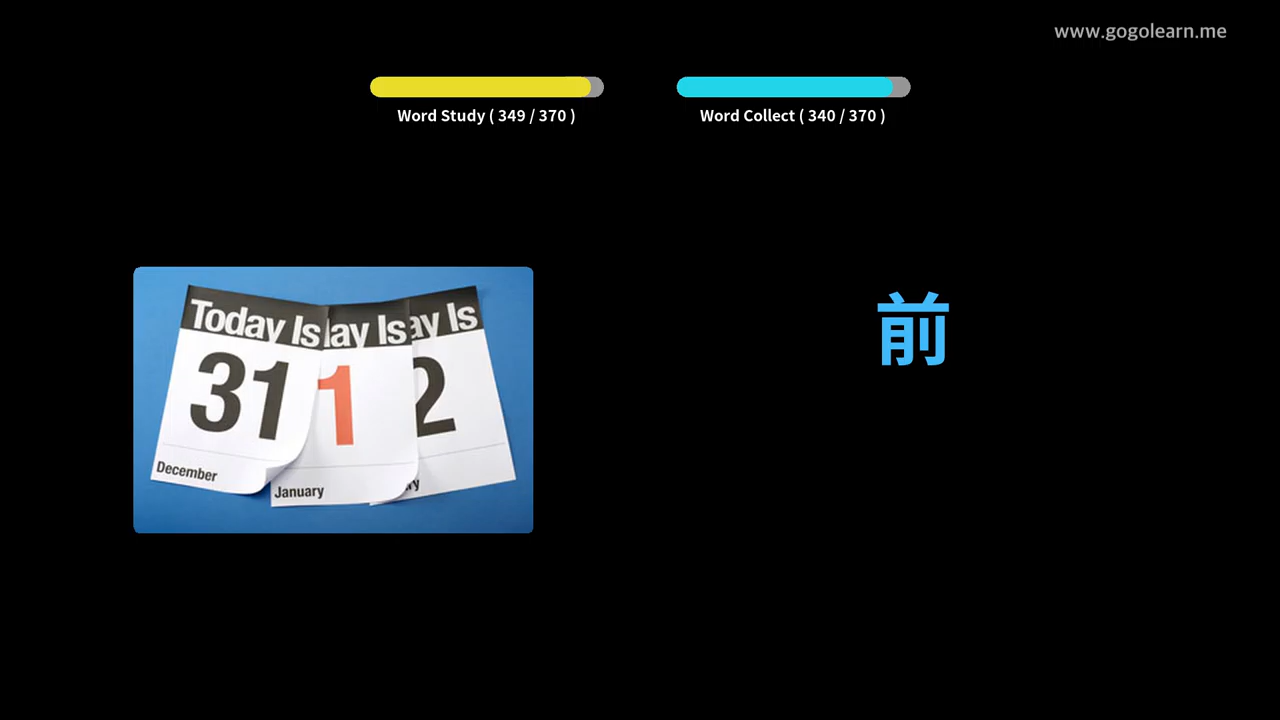 www.gogolearn.me
Word Study ( 349 / 370 )
Word Collect ( 340 / 370 )
前
Today Is
31
December
ay Is
1
January
ay Is
2
ry